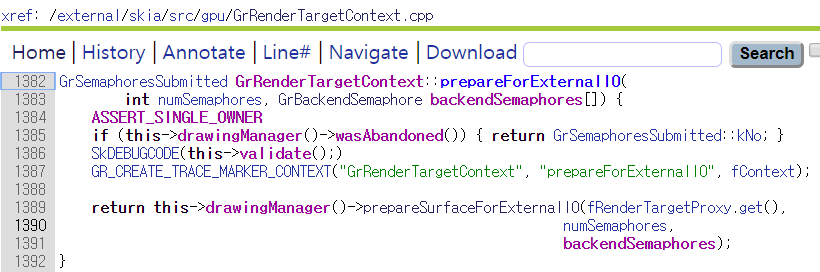 xref: /external/skia/src/gpu/GrRenderTargetContext.cpp
Home | History | Annotate | Line# | Navigate | Download Search
1382 GrSemaphoresSubmitted GrRenderTargetContext::prepareForExternalIO(
1383 int numSemaphores, GrBackendSemaphore backendSemaphores[]) {
1384 ASSERT_SINGLE_OWNER
1385 if (this->drawingManager()->wasAbandoned()) { return GrSemaphoresSubmitted::kNo; }
1386 SkDEBUGCODE(this->validate();)
1387 GR_CREATE_TRACE_MARKER_CONTEXT("GrRenderTargetContext", "prepareForExternalIO", fContext);
1388
1389 return this->drawingManager()->prepareSurfaceForExternalIO(fRenderTargetProxy.get(),
1390 numSemaphores,
1391 backendSemaphores);
1392 }